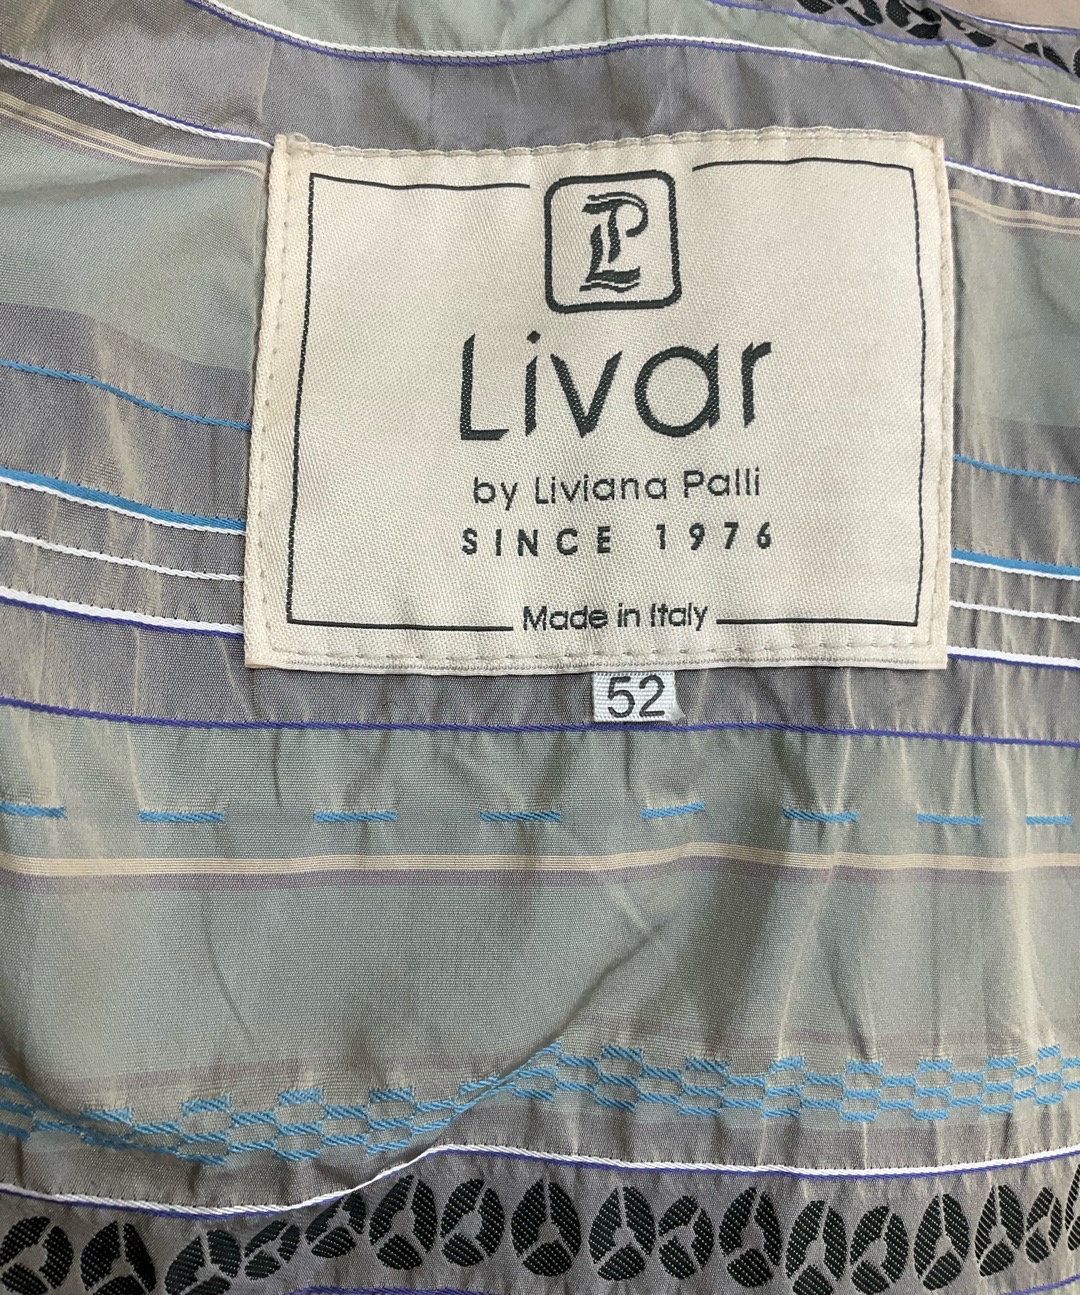 LP
Livar
by Liviana Palli
SINCE 1976
Made in Italy
52